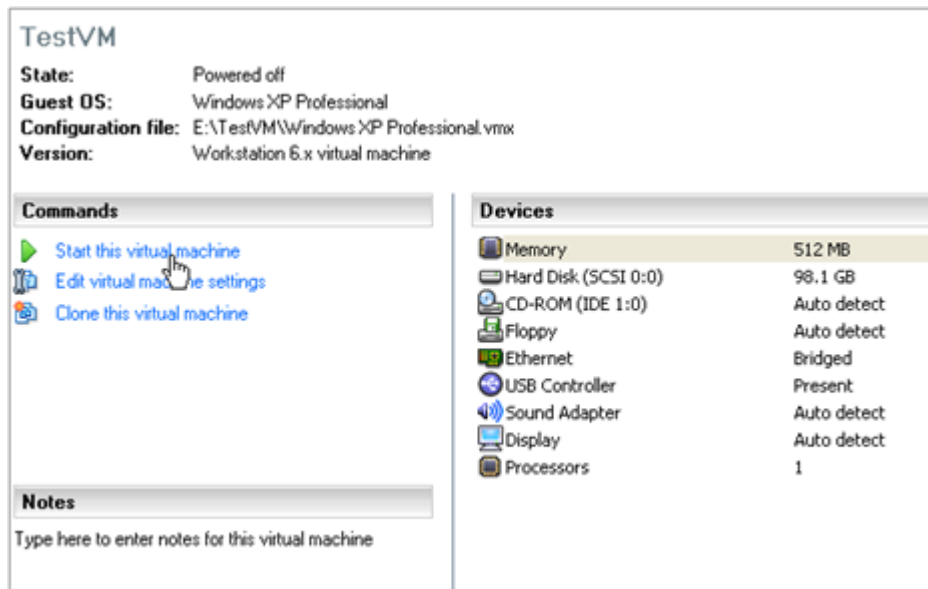 TestVM
State: Powered off
Guest OS: Windows XP Professional
Configuration file: E:\TestVM\Windows XP Professional.vmx
Version: Workstation 6.x virtual machine
Commands
Start this virtual machine
Edit virtual machine settings
Clone this virtual machine
Notes
Type here to enter notes for this virtual machine
Devices
Memory 512 MB
Hard Disk (SCSI 0:0) 98.1 GB
CD-ROM (IDE 1:0) Auto detect
Floppy Auto detect
Ethernet Bridged
USB Controller Present
Sound Adapter Auto detect
Display Auto detect
Processors 1